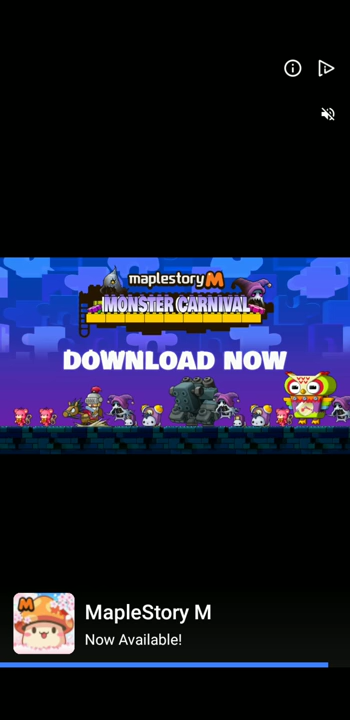 maplestory M
MONSTER CARNIVAL
DOWNLOAD NOW
M
MapleStory M
Now Available!